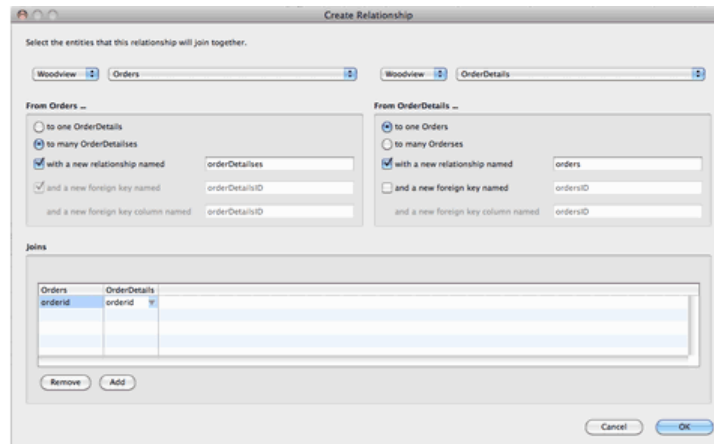 Create Relationship
Select the entities that this relationship will join together.
Woodview Orders Woodview OrderDetails
From Orders ... From OrderDetails ...
to one OrderDetails to one Orders
to many OrderDetailses to many Orderses
with a new relationship named orderDetailses with a new relationship named orders
and a new foreign key named orderDetailsID and a new foreign key named ordersID
and a new foreign key column named orderDetailsID and a new foreign key column named ordersID
Joins
Orders OrderDetails
orderid orderid
Remove Add
Cancel OK